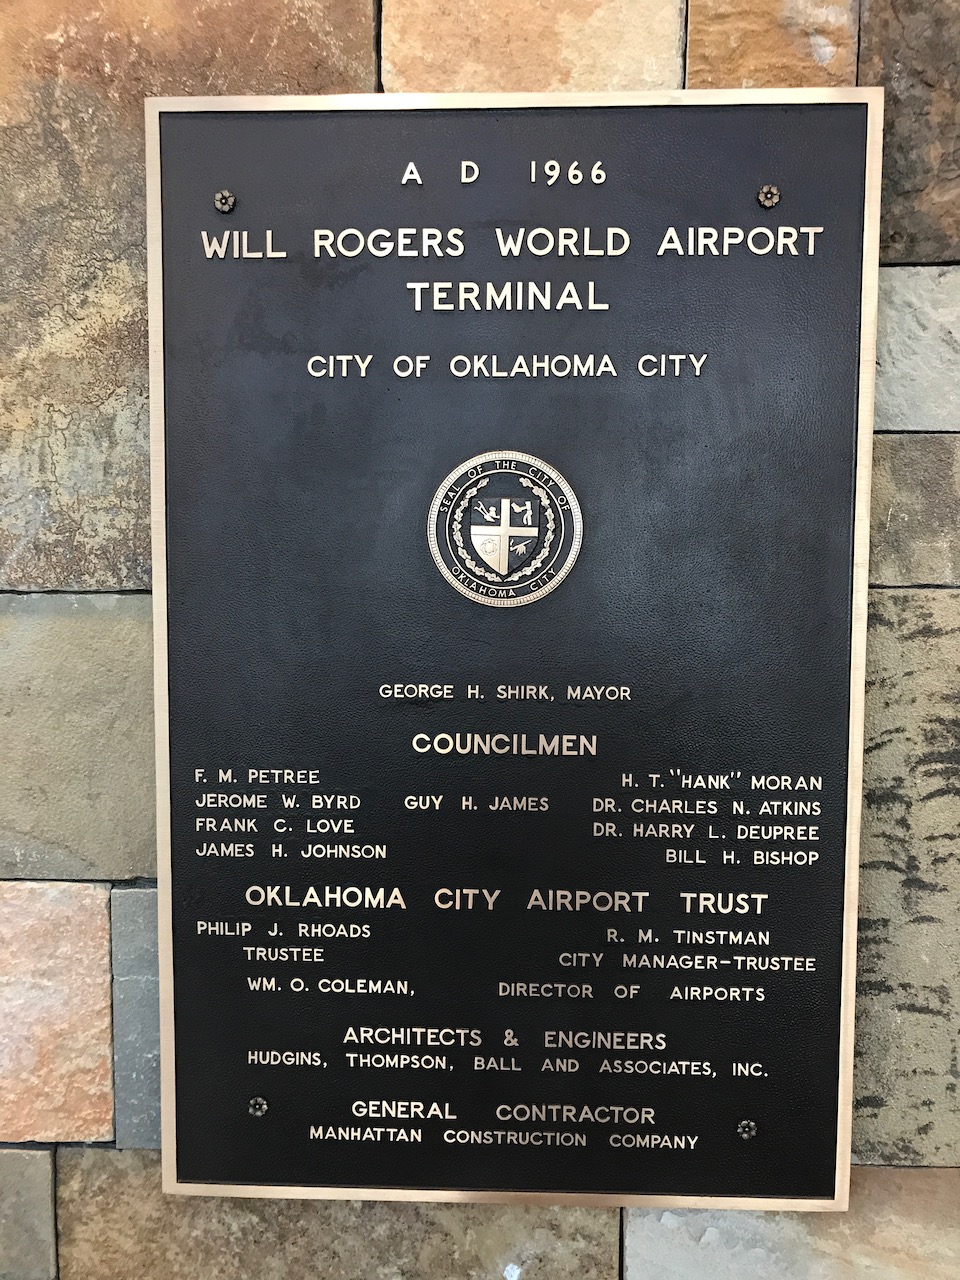 A D 1966
WILL ROGERS WORLD AIRPORT
TERMINAL
CITY OF OKLAHOMA CITY
SEAL OF THE CITY OF
OKLAHOMA CITY
GEORGE H. SHIRK, MAYOR
COUNCILMEN
F. M. PETREE H. T. "HANK" MORAN
JEROME W. BYRD GUY H. JAMES DR. CHARLES N. ATKINS
FRANK C. LOVE DR. HARRY L. DEUPREE
JAMES H. JOHNSON BILL H. BISHOP
OKLAHOMA CITY AIRPORT TRUST
PHILIP J. RHOADS R. M. TINSTMAN
TRUSTEE CITY MANAGER-TRUSTEE
WM. O. COLEMAN, DIRECTOR OF AIRPORTS
ARCHITECTS & ENGINEERS
HUDGINS, THOMPSON, BALL AND ASSOCIATES, INC.
GENERAL CONTRACTOR
MANHATTAN CONSTRUCTION COMPANY